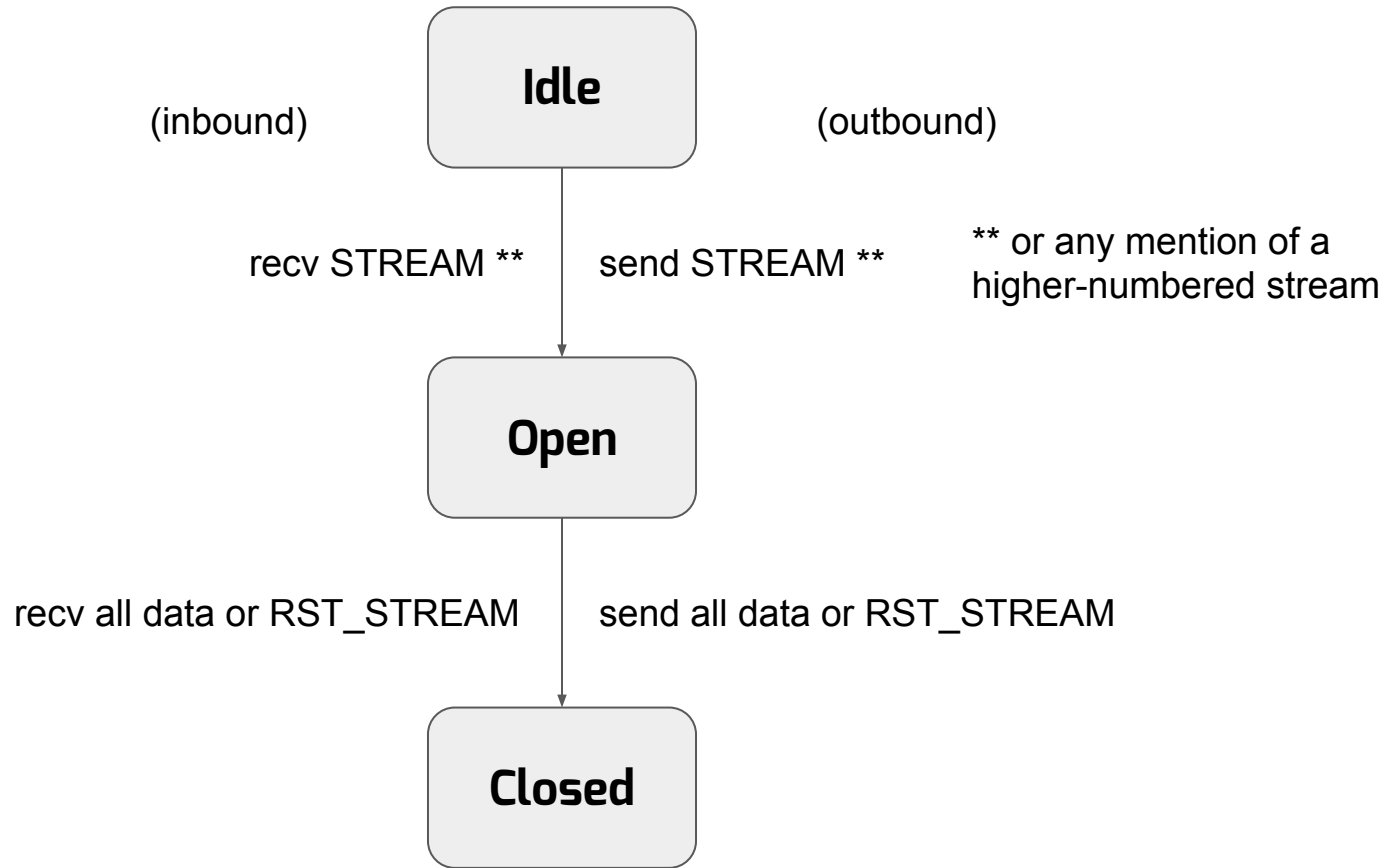 Idle
(inbound)
(outbound)
recv STREAM **
send STREAM **
** or any mention of a
higher-numbered stream
Open
recv all data or RST_STREAM
send all data or RST_STREAM
Closed